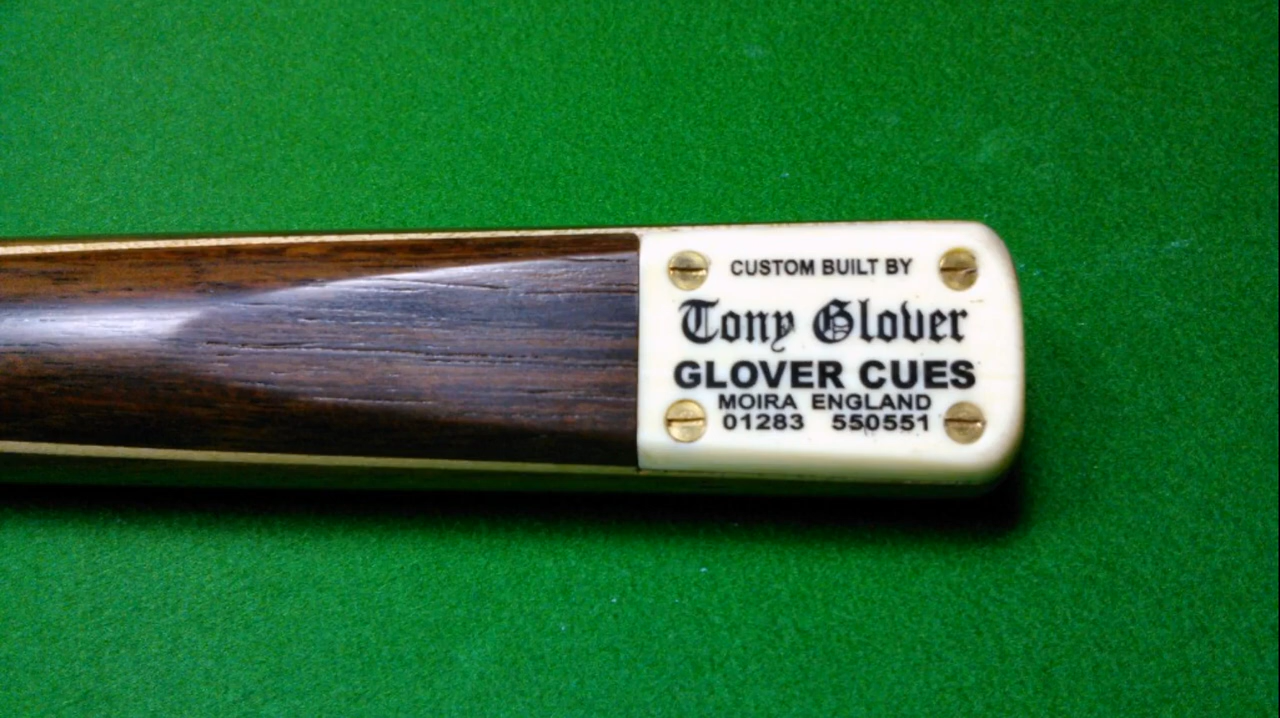 CUSTOM BUILT BY
Tony Glover
GLOVER CUES
MOIRA ENGLAND
01283 550551